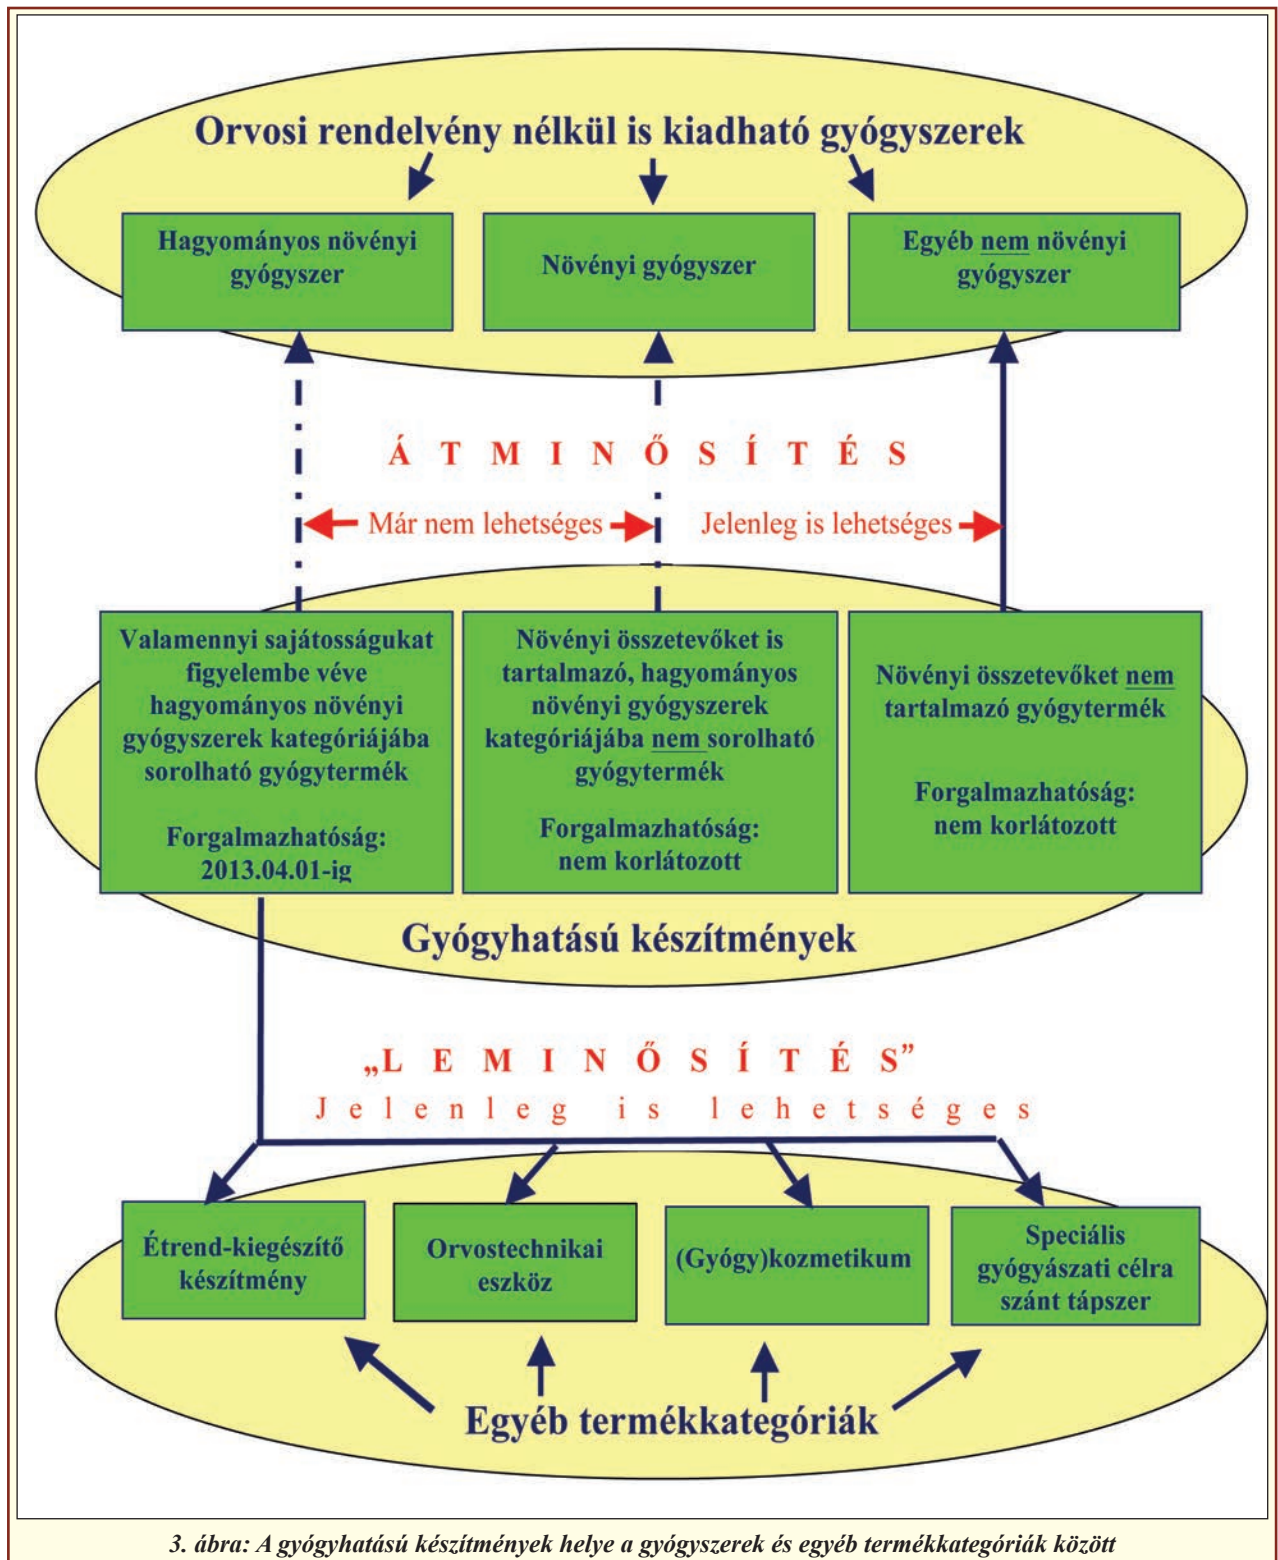 Orvosi rendelvény nélkül is kiadható gyógyszerek
Hagyományos növényi
gyógyszer
Növényi gyógyszer
Egyéb nem növényi
gyógyszer
Á T M I N Ő S Í T É S
Már nem lehetséges
Jelenleg is lehetséges
Valamennyi sajátosságukat
figyelembe véve
hagyományos növényi
gyógyszerek kategóriájába
sorolható gyógytermék
Forgalmazhatóság:
2013.04.01-ig
Növényi összetevőket is
tartalmazó, hagyományos
növényi gyógyszerek
kategóriájába nem sorolható
gyógytermék
Forgalmazhatóság:
nem korlátozott
Növényi összetevőket nem
tartalmazó gyógytermék
Forgalmazhatóság:
nem korlátozott
Gyógyhatású készítmények
„L E M I N Ő S Í T É S”
J e l e n l e g i s l e h e t s é g e s
Étrend-kiegészítő
készítmény
Orvostechnikai
eszköz
(Gyógy)kozmetikum
Speciális
gyógyászati célra
szánt tápszer
Egyéb termékkategóriák
3. ábra: A gyógyhatású készítmények helye a gyógyszerek és egyéb termékkategóriák között